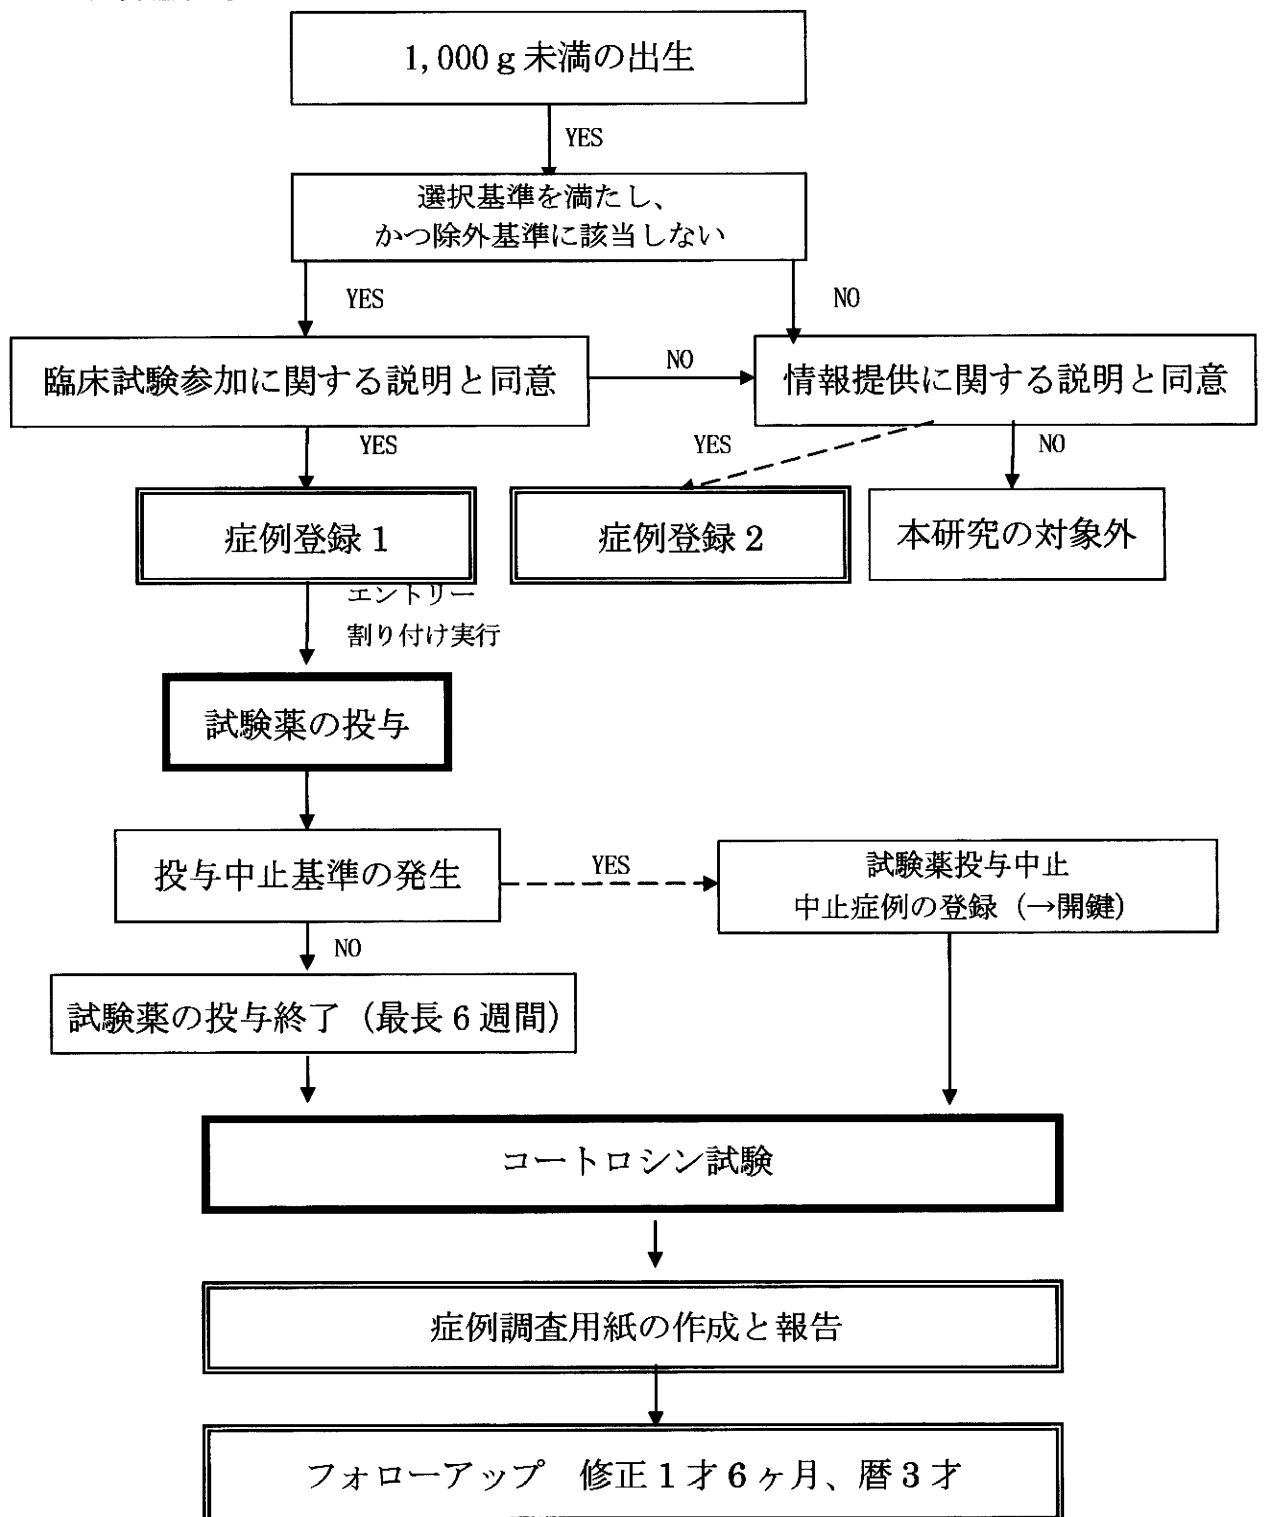 1,000 g 未満の出生
YES
選択基準を満たし、
かつ除外基準に該当しない
YES
NO
臨床試験参加に関する説明と同意
NO
情報提供に関する説明と同意
YES
YES
NO
症例登録 1
症例登録 2
本研究の対象外
エントリー
割り付け実行
試験薬の投与
投与中止基準の発生
YES
試験薬投与中止
中止症例の登録（→開鍵）
NO
試験薬の投与終了（最長 6 週間）
コートロシン試験
症例調査用紙の作成と報告
フォローアップ　修正 1 才 6 ヶ月、暦 3 才